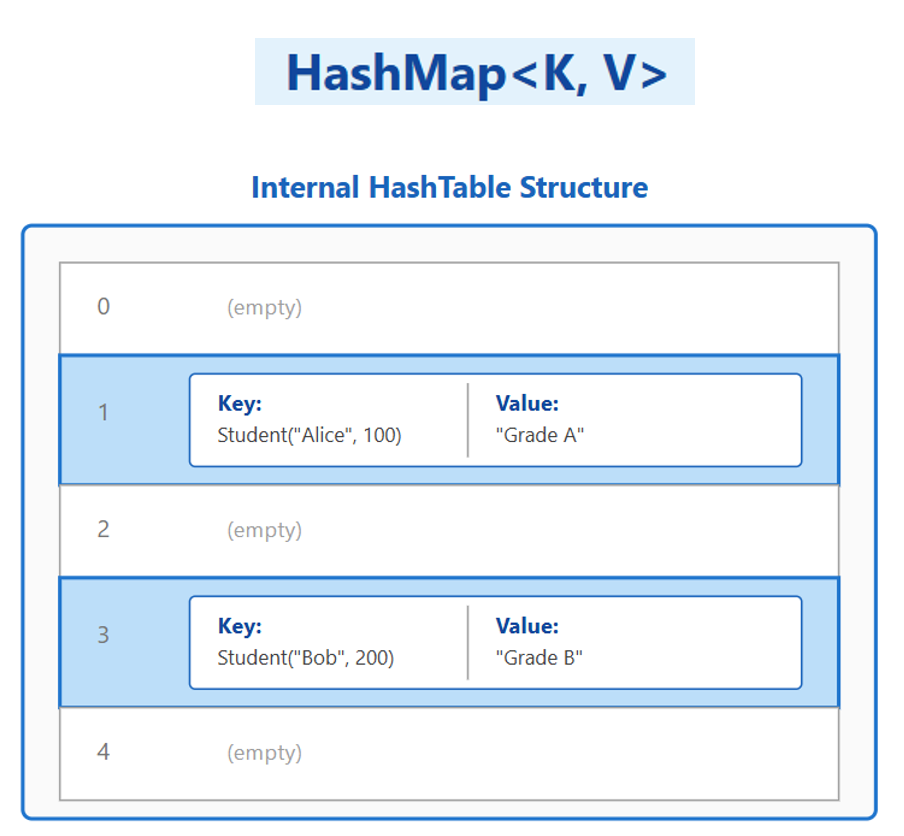 HashMap<K, V>
Internal HashTable Structure
0 (empty)
1
Key: Value:
Student("Alice", 100) "Grade A"
2 (empty)
3
Key: Value:
Student("Bob", 200) "Grade B"
4 (empty)